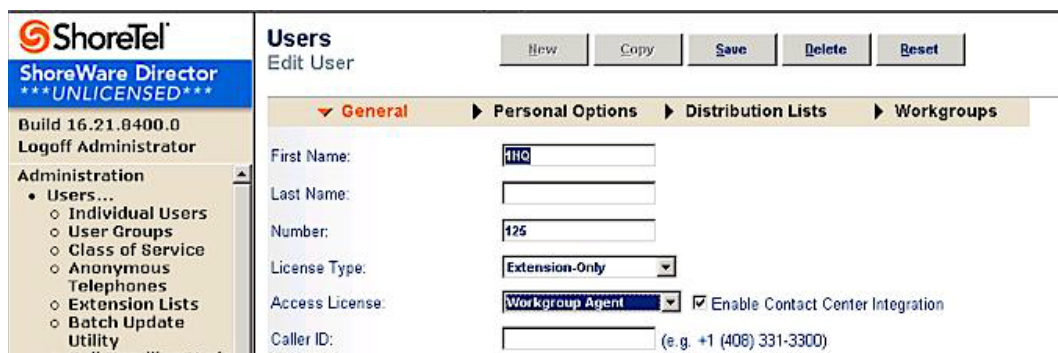 ShoreTel
ShoreWare Director
***UNLICENSED***
Build 16.21.8400.0
Logoff Administrator
Administration
Users...
Individual Users
User Groups
Class of Service
Anonymous
Telephones
Extension Lists
Batch Update
Utility
Users
Edit User
New Copy Save Delete Reset
General Personal Options Distribution Lists Workgroups
First Name: 1HQ
Last Name:
Number: 125
License Type: Extension-Only
Access License: Workgroup Agent Enable Contact Center Integration
Caller ID: (e.g. +1 (408) 331-3300)